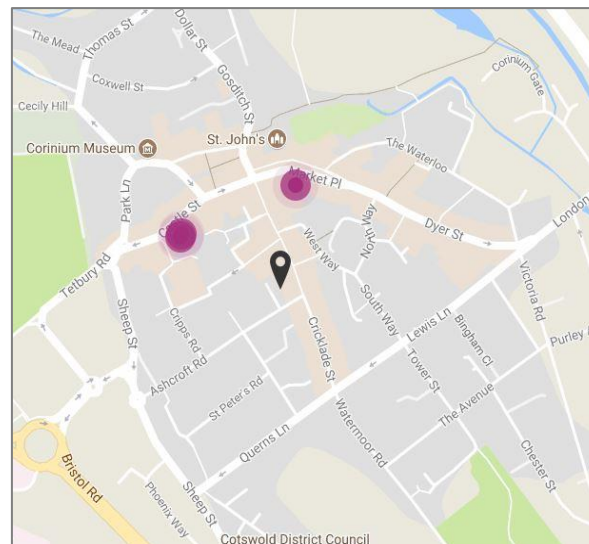 The Mead
Thomas St
Dollar St
Gosditch St
Coxwell St
Corinium Gate
Cecily Hill
St. John's
Corinium Museum
The Waterloo
Park Ln
Market Pl
Castle St
Dyer St
London
West Way
North Way
Tetbury Rd
Sheep St
Cripps Rd
South Way
Lewis Ln
Victoria Rd
Bingham Cl
Purley A
Cricklade St
Ashcroft Rd
Tower St
St Peter's Rd
The Avenue
Watermoor Rd
Querns Ln
Bristol Rd
Chester St
Phoenix Way
Sheep St
Cotswold District Council